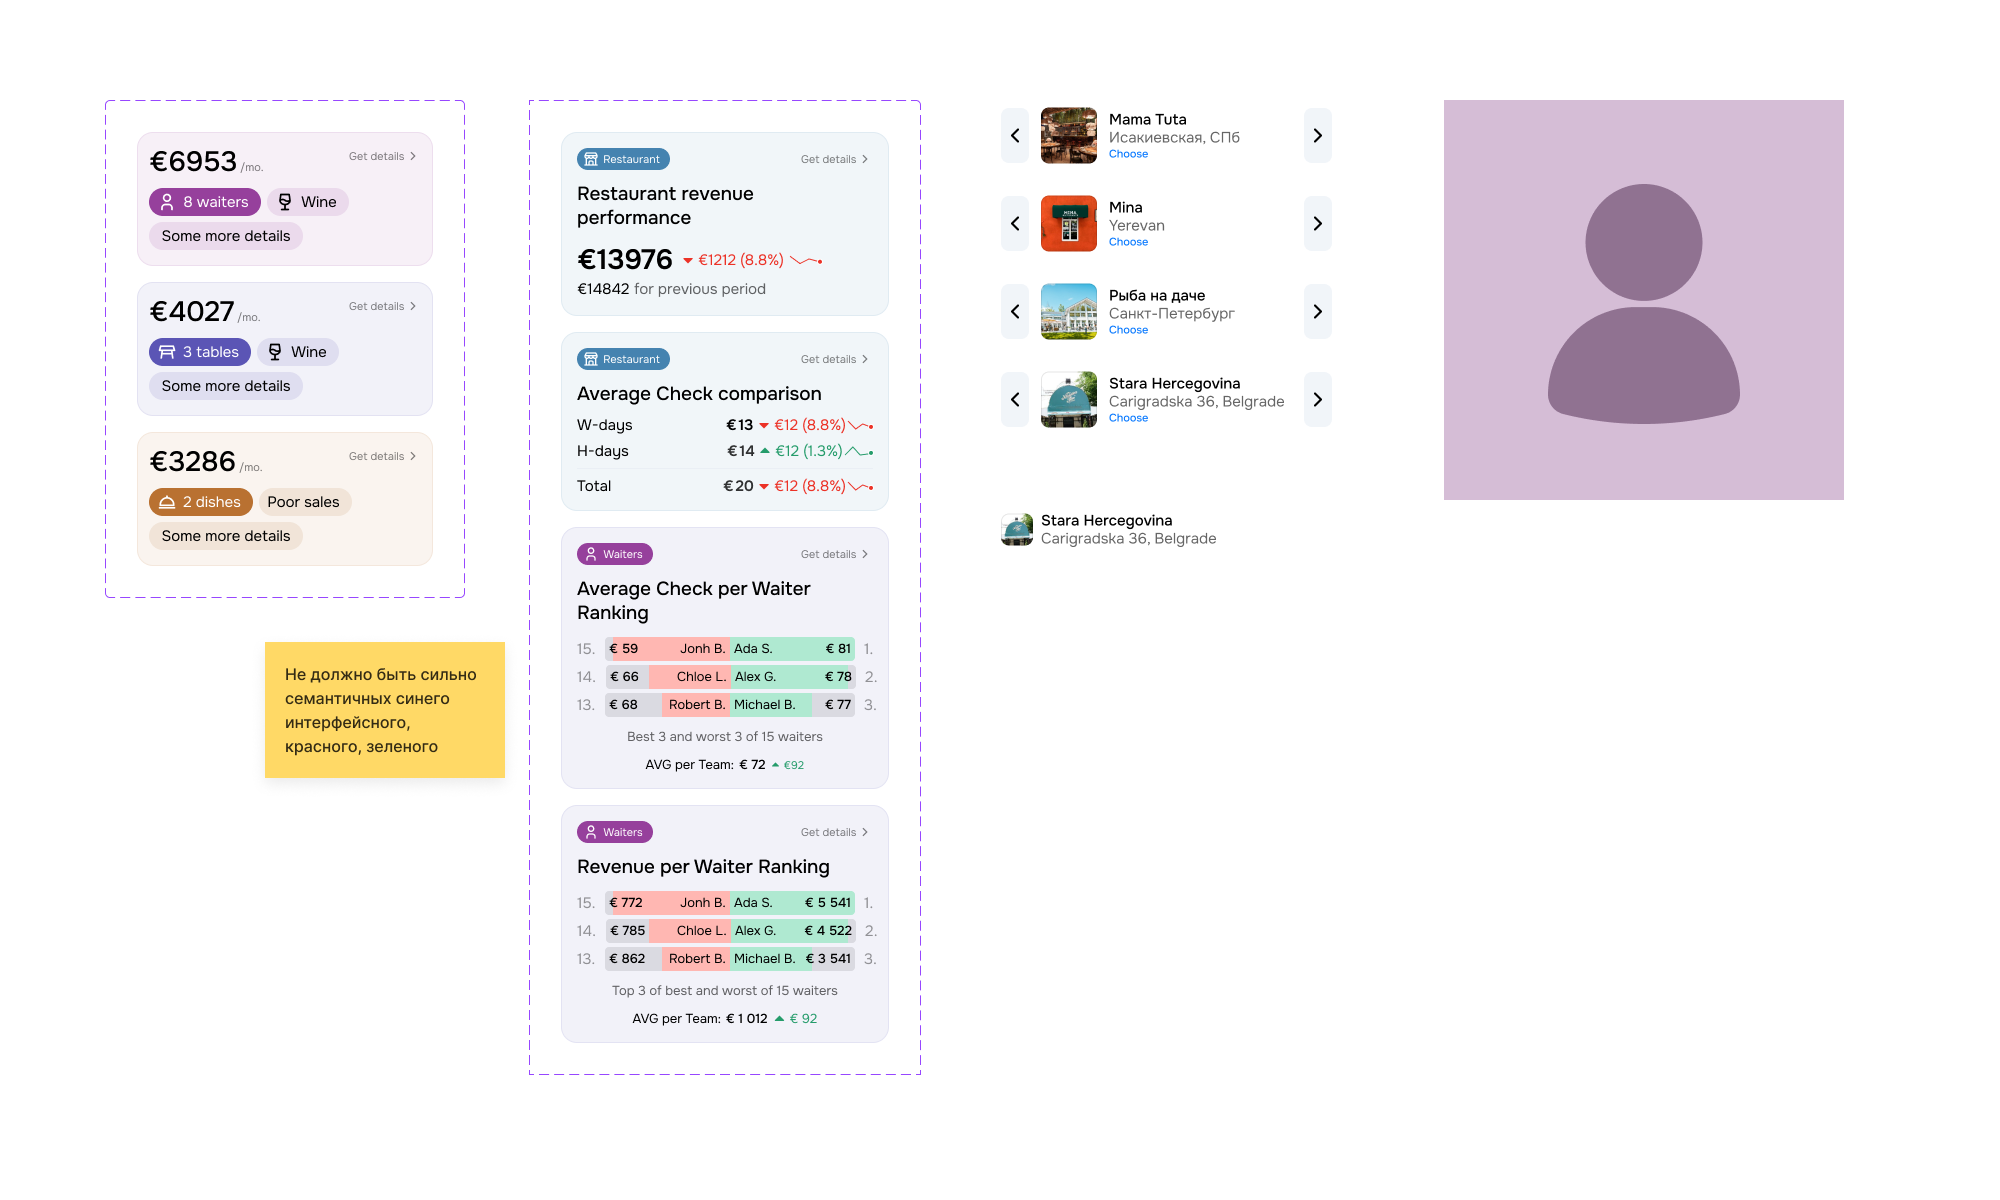 €6953 /mo.
Get details
8 waiters
Wine
Some more details
€4027 /mo.
Get details
3 tables
Wine
Some more details
€3286 /mo.
Get details
2 dishes
Poor sales
Some more details
Не должно быть сильно
семантичных синего
интерфейсного,
красного, зеленого
Restaurant
Get details
Restaurant revenue
performance
€13976 €1212 (8.8%)
€14842 for previous period
Restaurant
Get details
Average Check comparison
W-days €13 €12 (8.8%)
H-days €14 €12 (1.3%)
Total €20 €12 (8.8%)
Waiters
Get details
Average Check per Waiter
Ranking
15. € 59 Jonh B. Ada S. € 81 1.
14. € 66 Chloe L. Alex G. € 78 2.
13. € 68 Robert B. Michael B. € 77 3.
Best 3 and worst 3 of 15 waiters
AVG per Team: € 72 €92
Waiters
Get details
Revenue per Waiter Ranking
15. € 772 Jonh B. Ada S. € 5 541 1.
14. € 785 Chloe L. Alex G. € 4 522 2.
13. € 862 Robert B. Michael B. € 3 541 3.
Top 3 of best and worst of 15 waiters
AVG per Team: € 1 012 € 92
Mama Tuta
Исакиевская, СПб
Choose
MINA
Mina
Yerevan
Choose
Рыба на даче
Санкт-Петербург
Choose
Stara Hercegovina
Carigradska 36, Belgrade
Choose
Stara Hercegovina
Carigradska 36, Belgrade